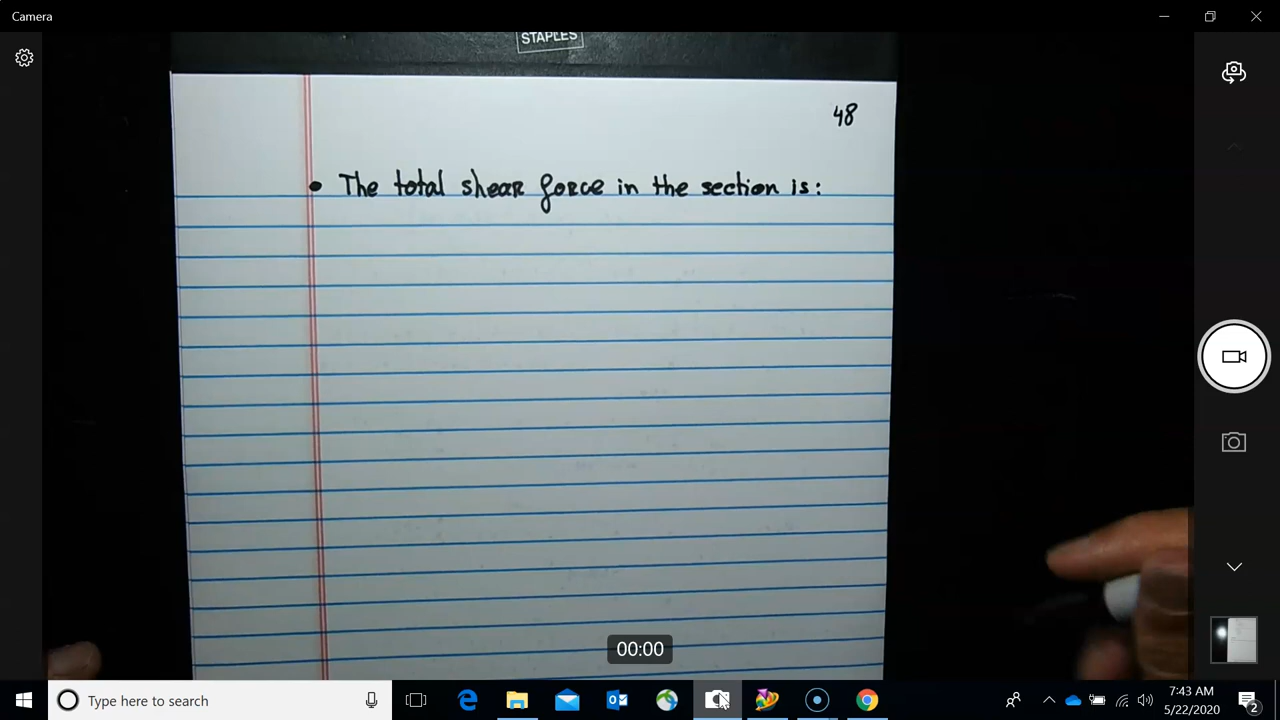 Camera
STAPLES
48
• The total shear force in the section is:
00:00
Type here to search
7:43 AM
5/22/2020
2